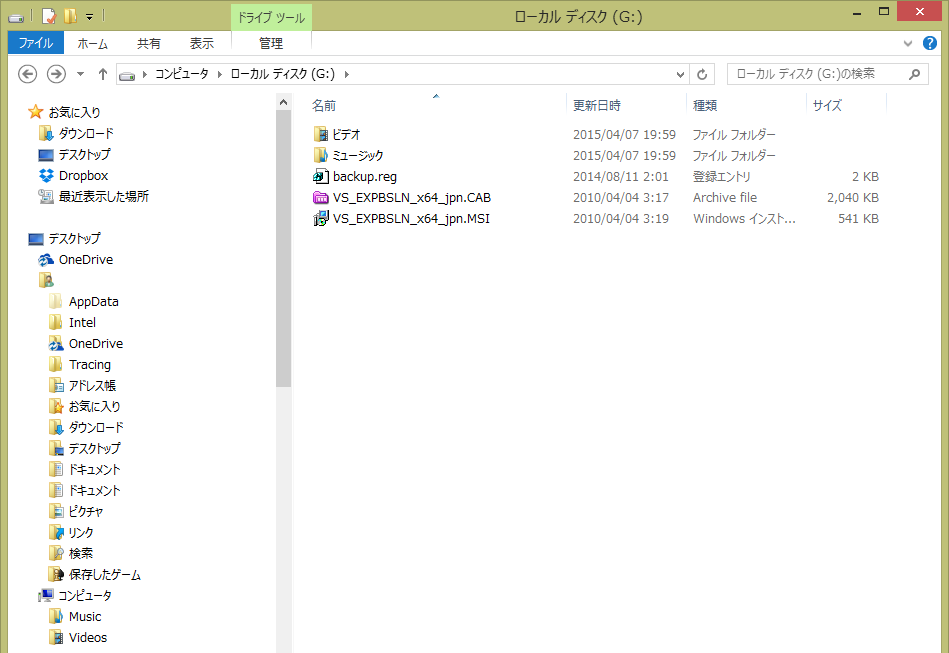 ドライブ ツール
ローカル ディスク (G:)
ファイル ホーム 共有 表示 管理
コンピュータ ローカル ディスク (G:) ローカル ディスク (G:)の検索
お気に入り
ダウンロード
デスクトップ
Dropbox
最近表示した場所
デスクトップ
OneDrive
AppData
Intel
OneDrive
Tracing
アドレス帳
お気に入り
ダウンロード
デスクトップ
ドキュメント
ドキュメント
ピクチャ
リンク
検索
保存したゲーム
コンピュータ
Music
Videos
名前 更新日時 種類 サイズ
ビデオ 2015/04/07 19:59 ファイル フォルダー
ミュージック 2015/04/07 19:59 ファイル フォルダー
backup.reg 2014/08/11 2:01 登録エントリ 2 KB
VS_EXPBSLN_x64_jpn.CAB 2010/04/04 3:17 Archive file 2,040 KB
VS_EXPBSLN_x64_jpn.MSI 2010/04/04 3:19 Windows インスト... 541 KB